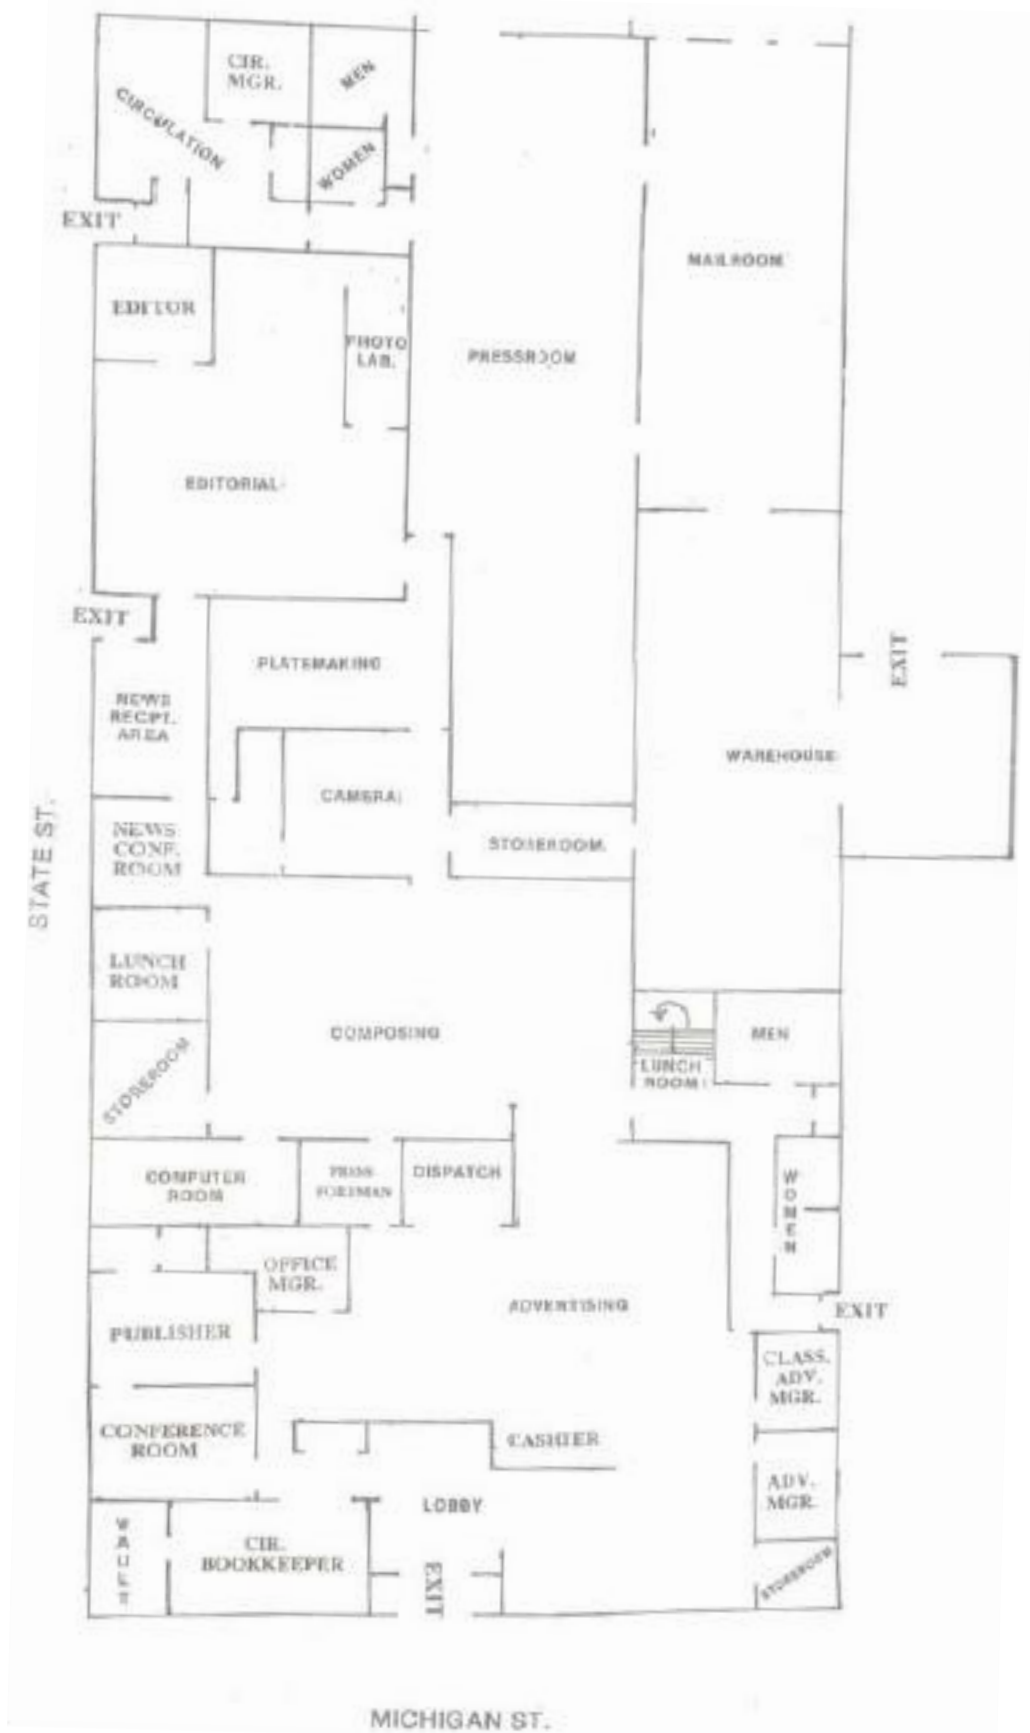 CIR.
MGR.
MEN
CIRCULATION
WOMEN
EXIT
MAILROOM
EDITOR
PHOTO
LAB.
PRESSROOM
EDITORIAL
EXIT
PLATEMAKING
EXIT
NEWS
RECPT.
AREA
WAREHOUSE
CAMERA
NEWS
CONF.
ROOM
STOREROOM
STATE ST.
LUNCH
ROOM
COMPOSING
MEN
STOREROOM
LUNCH
ROOM
COMPUTER
ROOM
PRESS
FOREMAN
DISPATCH
WOMEN
OFFICE
MGR.
ADVERTISING
EXIT
PUBLISHER
CLASS.
ADV.
MGR.
CONFERENCE
ROOM
CASHIER
ADV.
MGR.
LOBBY
VAULT
CIR.
BOOKKEEPER
EXIT
STOREROOM
MICHIGAN ST.